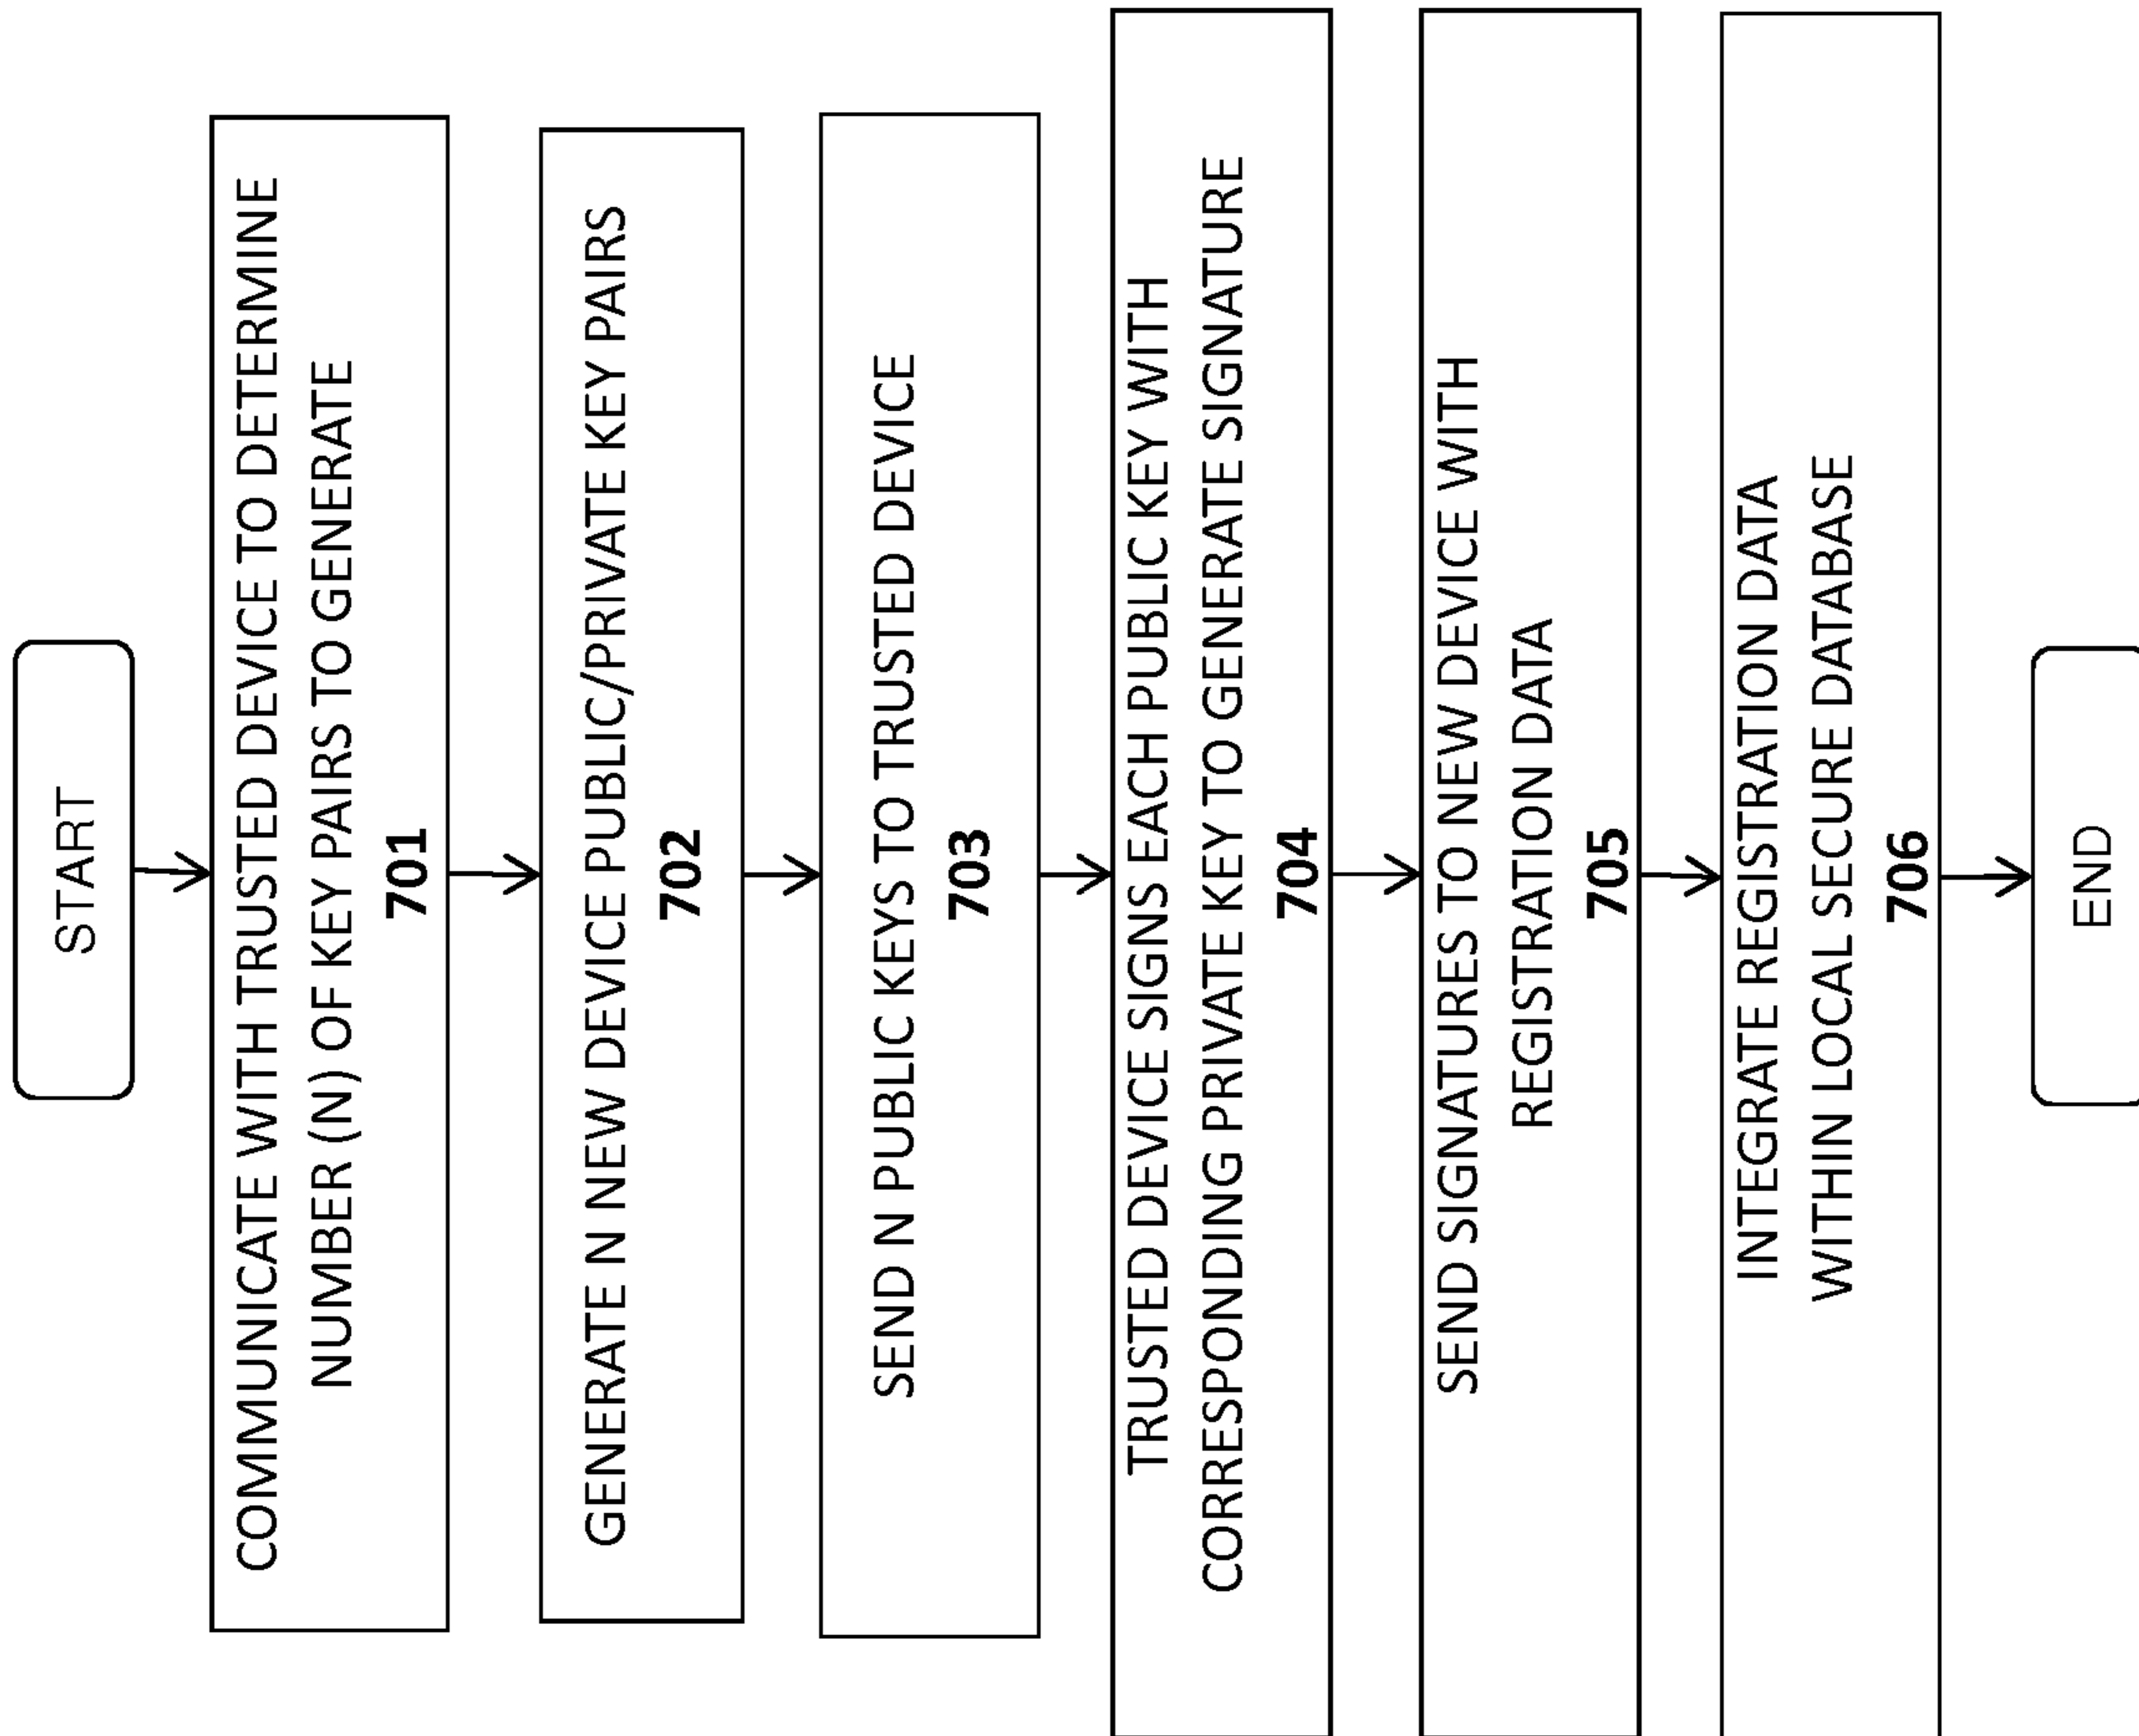 START
COMMUNICATE WITH TRUSTED DEVICE TO DETERMINE
NUMBER (N) OF KEY PAIRS TO GENERATE
701
GENERATE N NEW DEVICE PUBLIC/PRIVATE KEY PAIRS
702
SEND N PUBLIC KEYS TO TRUSTED DEVICE
703
TRUSTED DEVICE SIGNS EACH PUBLIC KEY WITH
CORRESPONDING PRIVATE KEY TO GENERATE SIGNATURE
704
SEND SIGNATURES TO NEW DEVICE WITH
REGISTRATION DATA
705
INTEGRATE REGISTRATION DATA
WITHIN LOCAL SECURE DATABASE
706
END